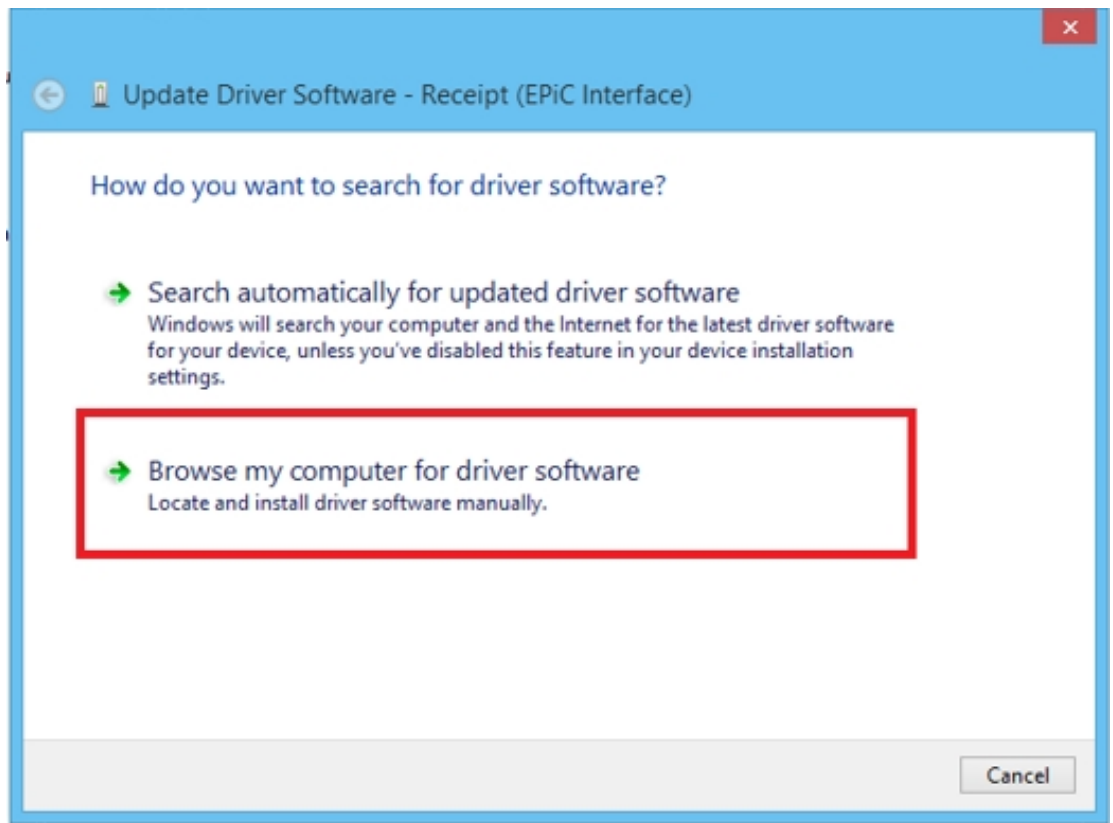 Update Driver Software - Receipt (EPiC Interface)
How do you want to search for driver software?
Search automatically for updated driver software
Windows will search your computer and the Internet for the latest driver software
for your device, unless you've disabled this feature in your device installation
settings.
Browse my computer for driver software
Locate and install driver software manually.
Cancel